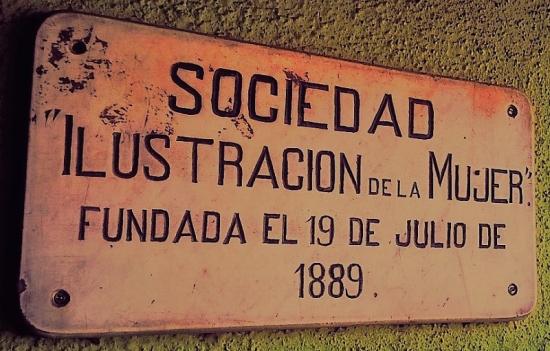 SOCIEDAD
"ILUSTRACION DE LA MUJER".
FUNDADA EL 19 DE JULIO DE
1889